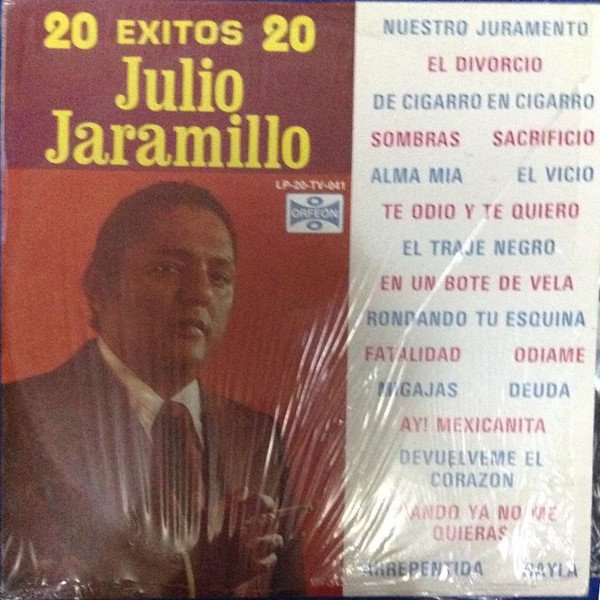 20 EXITOS 20
Julio
Jaramillo
LP-20-TV-041
ORFEON
NUESTRO JURAMENTO
EL DIVORCIO
DE CIGARRO EN CIGARRO
SOMBRAS SACRIFICIO
ALMA MIA EL VICIO
TE ODIO Y TE QUIERO
EL TRAJE NEGRO
EN UN BOTE DE VELA
RONDANDO TU ESQUINA
FATALIDAD ODIAME
MIGAJAS DEUDA
AY! MEXICANITA
DEVUELVEME EL
CORAZON
CUANDO YA NO ME
QUIERAS
ARREPENTIDA